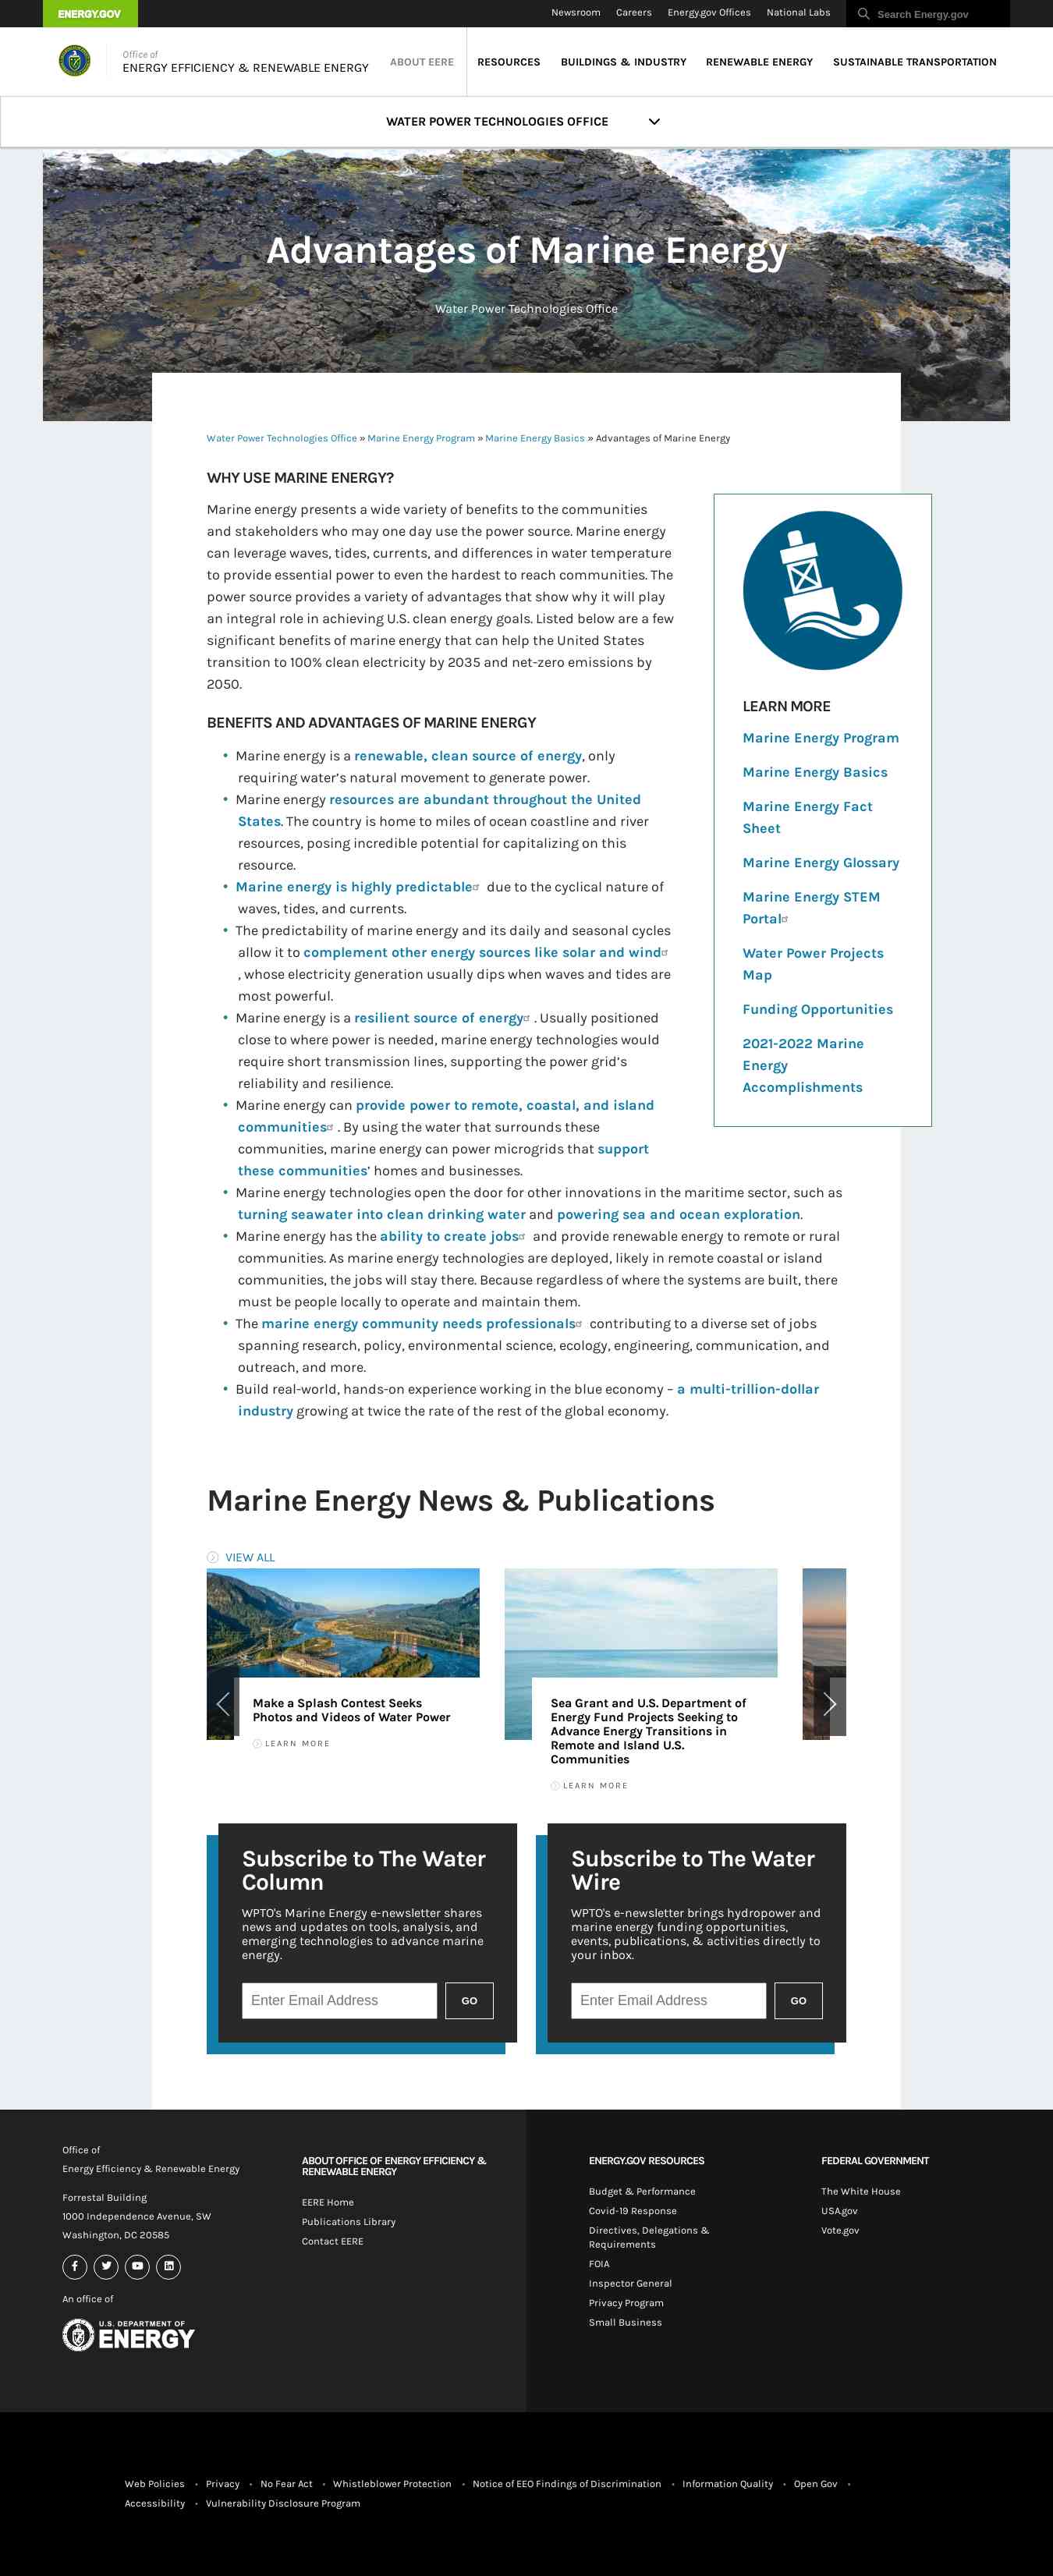 ENERGY.GOV
Newsroom Careers Energy.gov Offices National Labs Search Energy.gov
Office of
ENERGY EFFICIENCY & RENEWABLE ENERGY
ABOUT EERE RESOURCES BUILDINGS & INDUSTRY RENEWABLE ENERGY SUSTAINABLE TRANSPORTATION
WATER POWER TECHNOLOGIES OFFICE
Advantages of Marine Energy
Water Power Technologies Office
Water Power Technologies Office » Marine Energy Program » Marine Energy Basics » Advantages of Marine Energy
WHY USE MARINE ENERGY?
Marine energy presents a wide variety of benefits to the communities
and stakeholders who may one day use the power source. Marine energy
can leverage waves, tides, currents, and differences in water temperature
to provide essential power to even the hardest to reach communities. The
power source provides a variety of advantages that show why it will play
an integral role in achieving U.S. clean energy goals. Listed below are a few
significant benefits of marine energy that can help the United States
transition to 100% clean electricity by 2035 and net-zero emissions by
2050.
BENEFITS AND ADVANTAGES OF MARINE ENERGY
• Marine energy is a renewable, clean source of energy, only
requiring water’s natural movement to generate power.
• Marine energy resources are abundant throughout the United
States. The country is home to miles of ocean coastline and river
resources, posing incredible potential for capitalizing on this
resource.
• Marine energy is highly predictable due to the cyclical nature of
waves, tides, and currents.
• The predictability of marine energy and its daily and seasonal cycles
allow it to complement other energy sources like solar and wind
, whose electricity generation usually dips when waves and tides are
most powerful.
• Marine energy is a resilient source of energy . Usually positioned
close to where power is needed, marine energy technologies would
require short transmission lines, supporting the power grid’s
reliability and resilience.
• Marine energy can provide power to remote, coastal, and island
communities . By using the water that surrounds these
communities, marine energy can power microgrids that support
these communities’ homes and businesses.
• Marine energy technologies open the door for other innovations in the maritime sector, such as
turning seawater into clean drinking water and powering sea and ocean exploration.
• Marine energy has the ability to create jobs and provide renewable energy to remote or rural
communities. As marine energy technologies are deployed, likely in remote coastal or island
communities, the jobs will stay there. Because regardless of where the systems are built, there
must be people locally to operate and maintain them.
• The marine energy community needs professionals contributing to a diverse set of jobs
spanning research, policy, environmental science, ecology, engineering, communication, and
outreach, and more.
• Build real-world, hands-on experience working in the blue economy – a multi-trillion-dollar
industry growing at twice the rate of the rest of the global economy.
LEARN MORE
Marine Energy Program
Marine Energy Basics
Marine Energy Fact
Sheet
Marine Energy Glossary
Marine Energy STEM
Portal
Water Power Projects
Map
Funding Opportunities
2021-2022 Marine
Energy
Accomplishments
Marine Energy News & Publications
VIEW ALL
Make a Splash Contest Seeks
Photos and Videos of Water Power
LEARN MORE
Sea Grant and U.S. Department of
Energy Fund Projects Seeking to
Advance Energy Transitions in
Remote and Island U.S.
Communities
LEARN MORE
Subscribe to The Water
Column
WPTO's Marine Energy e-newsletter shares
news and updates on tools, analysis, and
emerging technologies to advance marine
energy.
Enter Email Address GO
Subscribe to The Water
Wire
WPTO's e-newsletter brings hydropower and
marine energy funding opportunities,
events, publications, & activities directly to
your inbox.
Enter Email Address GO
Office of
Energy Efficiency & Renewable Energy
Forrestal Building
1000 Independence Avenue, SW
Washington, DC 20585
An office of
U.S. DEPARTMENT OF
ENERGY
ABOUT OFFICE OF ENERGY EFFICIENCY &
RENEWABLE ENERGY
EERE Home
Publications Library
Contact EERE
ENERGY.GOV RESOURCES
Budget & Performance
Covid-19 Response
Directives, Delegations &
Requirements
FOIA
Inspector General
Privacy Program
Small Business
FEDERAL GOVERNMENT
The White House
USA.gov
Vote.gov
Web Policies • Privacy • No Fear Act • Whistleblower Protection • Notice of EEO Findings of Discrimination • Information Quality • Open Gov •
Accessibility • Vulnerability Disclosure Program